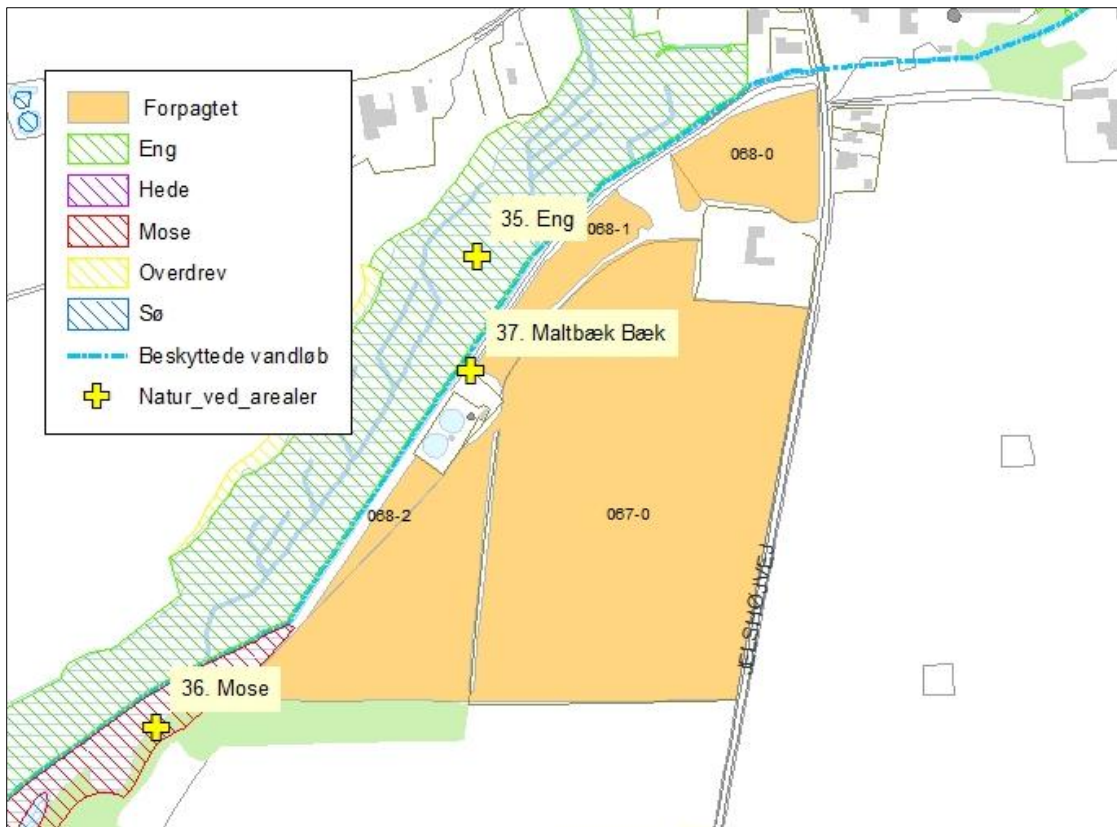 Forpagtet
Eng
Hede
Mose
Overdrev
Sø
Beskyttede vandløb
Natur_ved_arealer
068-0
35. Eng
068-1
37. Maltbæk Bæk
068-2
067-0
JELSHØJVEJ
36. Mose